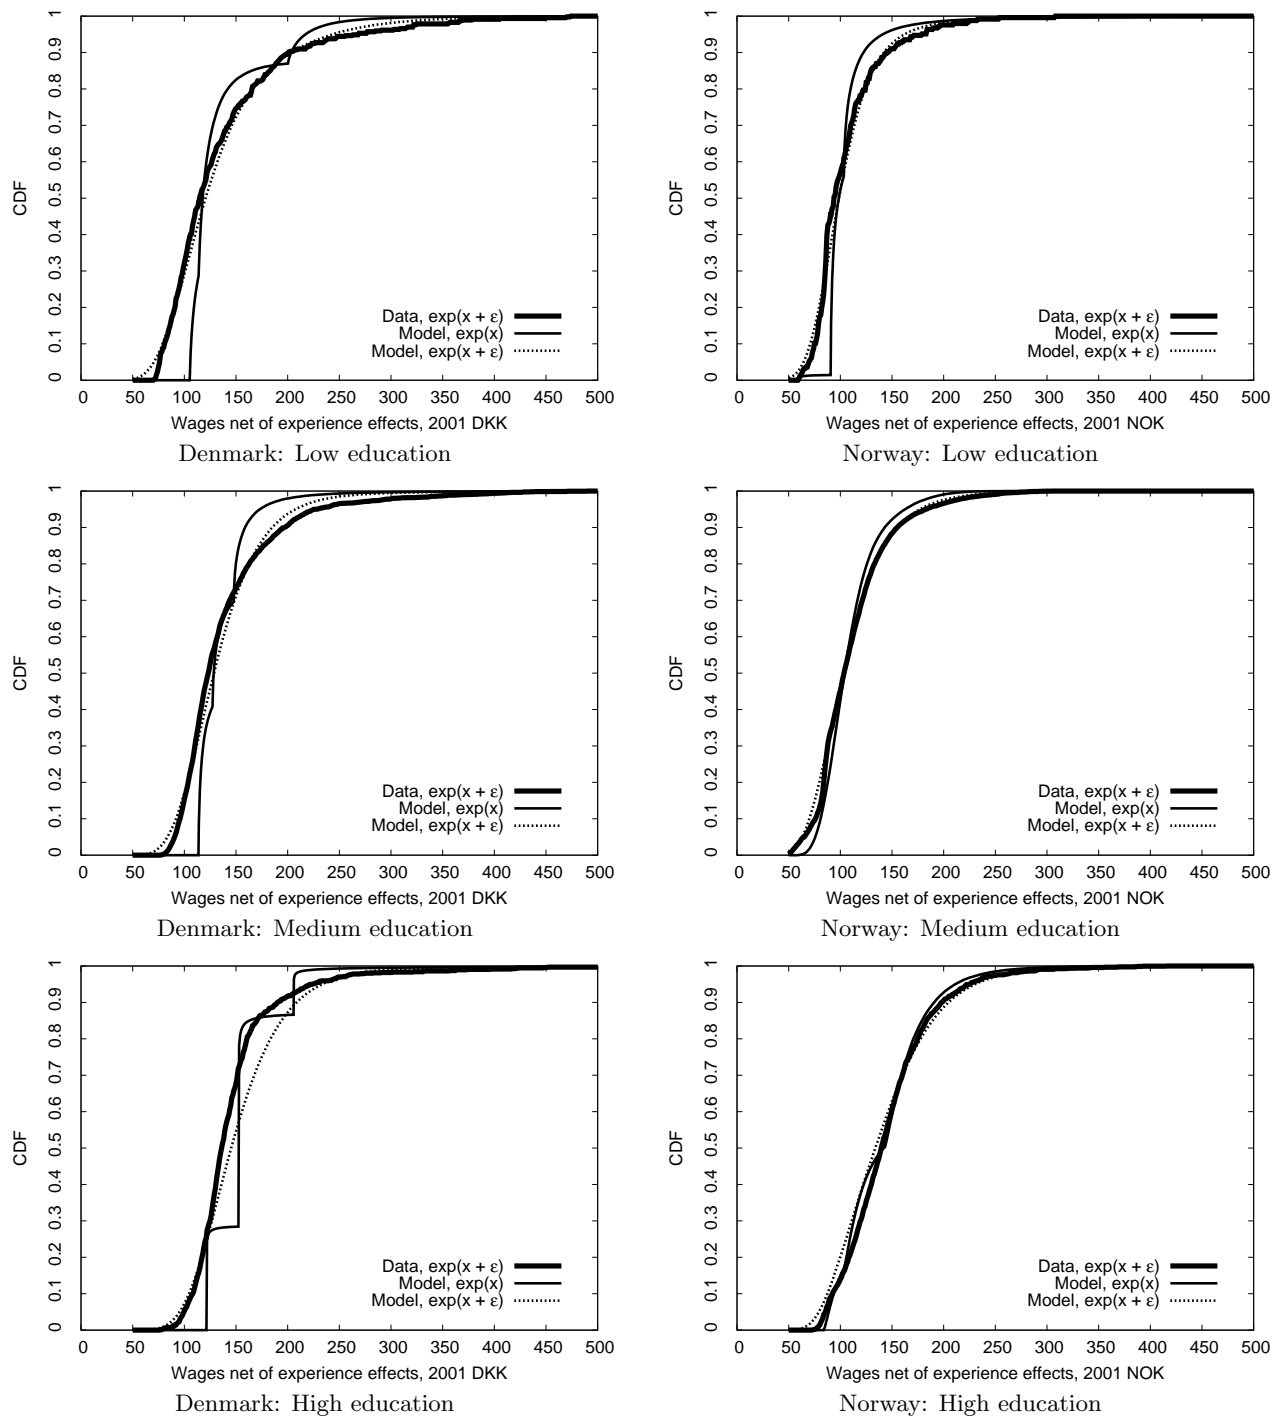 1
0.9
0.8
0.7
0.6
0.5
0.4
0.3
0.2
0.1
0
CDF
Data, exp(x + ε)
Model, exp(x)
Model, exp(x + ε)
0 50 100 150 200 250 300 350 400 450 500
Wages net of experience effects, 2001 DKK
Denmark: Low education
1
0.9
0.8
0.7
0.6
0.5
0.4
0.3
0.2
0.1
0
CDF
Data, exp(x + ε)
Model, exp(x)
Model, exp(x + ε)
0 50 100 150 200 250 300 350 400 450 500
Wages net of experience effects, 2001 NOK
Norway: Low education
1
0.9
0.8
0.7
0.6
0.5
0.4
0.3
0.2
0.1
0
CDF
Data, exp(x + ε)
Model, exp(x)
Model, exp(x + ε)
0 50 100 150 200 250 300 350 400 450 500
Wages net of experience effects, 2001 DKK
Denmark: Medium education
1
0.9
0.8
0.7
0.6
0.5
0.4
0.3
0.2
0.1
0
CDF
Data, exp(x + ε)
Model, exp(x)
Model, exp(x + ε)
0 50 100 150 200 250 300 350 400 450 500
Wages net of experience effects, 2001 NOK
Norway: Medium education
1
0.9
0.8
0.7
0.6
0.5
0.4
0.3
0.2
0.1
0
CDF
Data, exp(x + ε)
Model, exp(x)
Model, exp(x + ε)
0 50 100 150 200 250 300 350 400 450 500
Wages net of experience effects, 2001 DKK
Denmark: High education
1
0.9
0.8
0.7
0.6
0.5
0.4
0.3
0.2
0.1
0
CDF
Data, exp(x + ε)
Model, exp(x)
Model, exp(x + ε)
0 50 100 150 200 250 300 350 400 450 500
Wages net of experience effects, 2001 NOK
Norway: High education